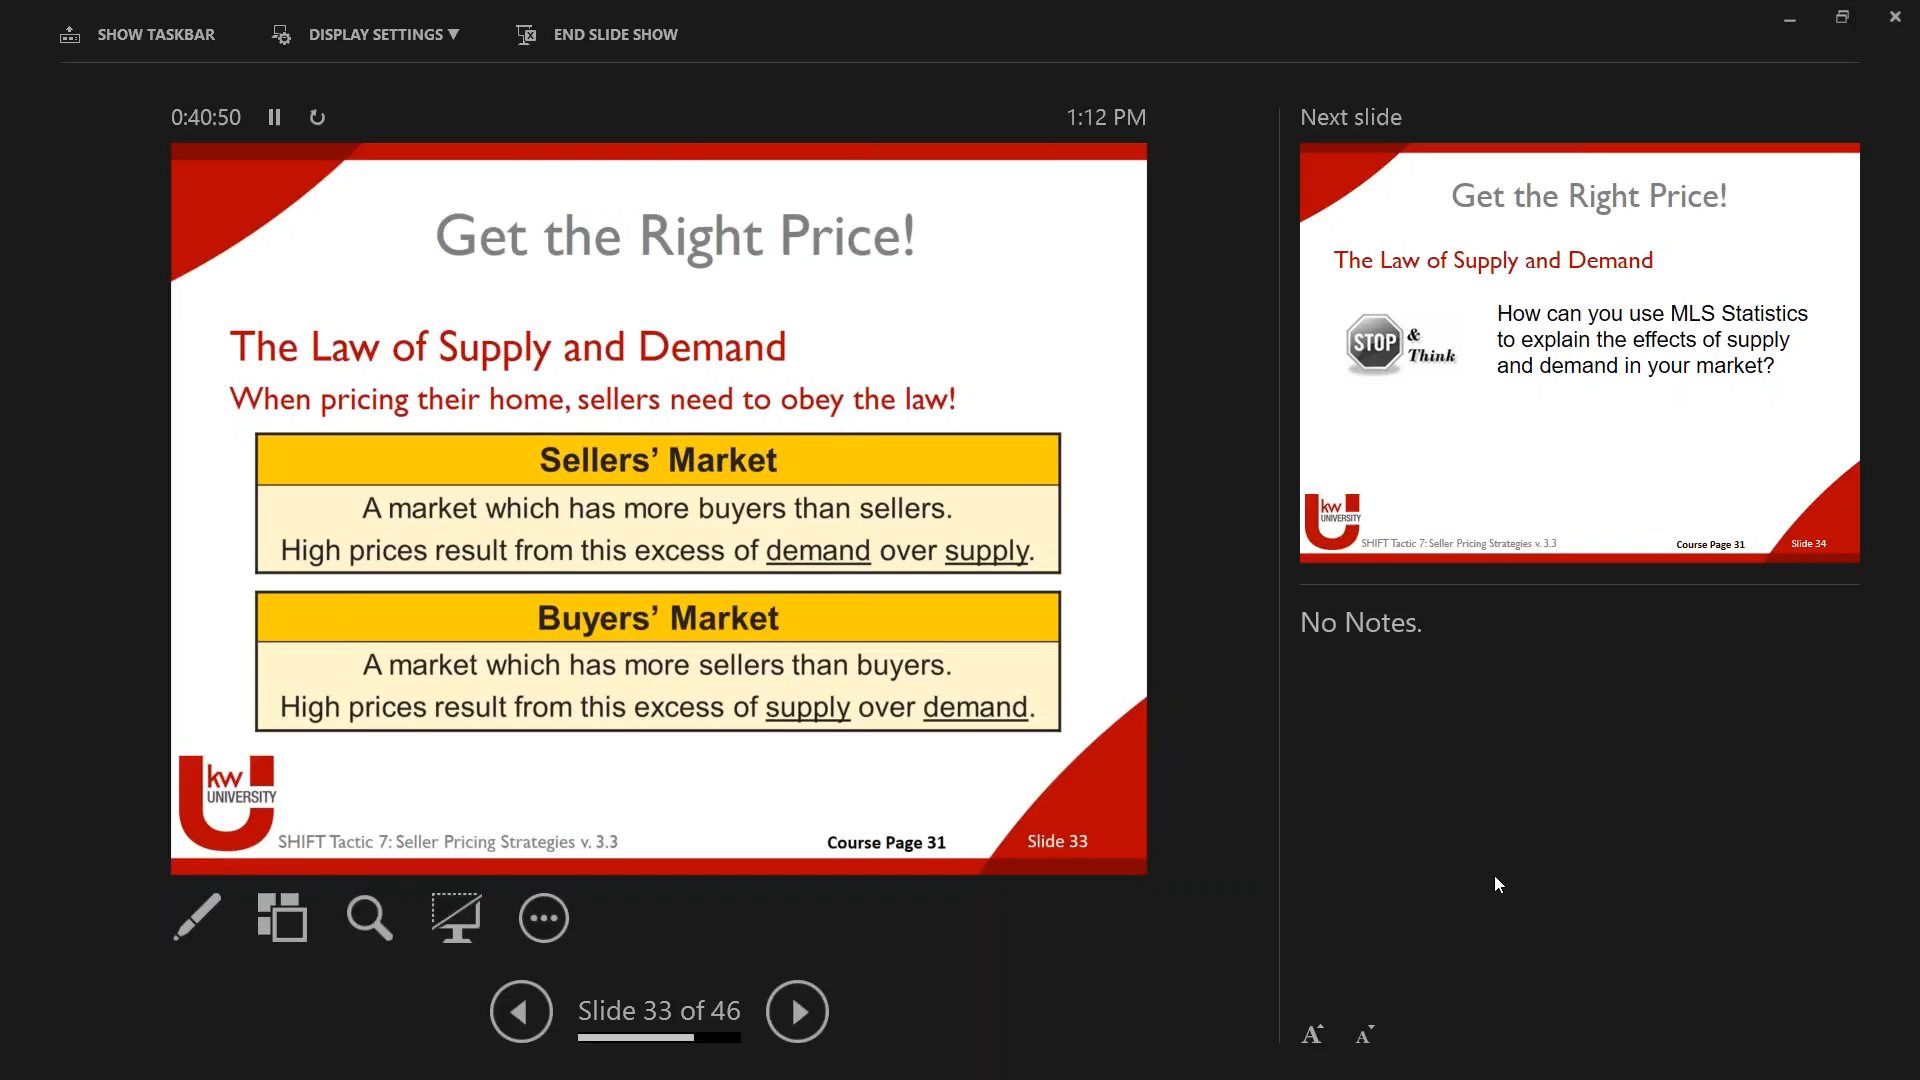 SHOW TASKBAR
DISPLAY SETTINGS ▼
END SLIDE SHOW
0:40:50
1:12 PM
Get the Right Price!
The Law of Supply and Demand
When pricing their home, sellers need to obey the law!
Sellers’ Market
A market which has more buyers than sellers.
High prices result from this excess of demand over supply.
Buyers’ Market
A market which has more sellers than buyers.
High prices result from this excess of supply over demand.
kw
UNIVERSITY
SHIFT Tactic 7: Seller Pricing Strategies v. 3.3
Course Page 31
Slide 33
Slide 33 of 46
Next slide
Get the Right Price!
The Law of Supply and Demand
STOP &
Think
How can you use MLS Statistics
to explain the effects of supply
and demand in your market?
kw
UNIVERSITY
SHIFT Tactic 7: Seller Pricing Strategies v. 3.3
Course Page 31
Slide 34
No Notes.
A A